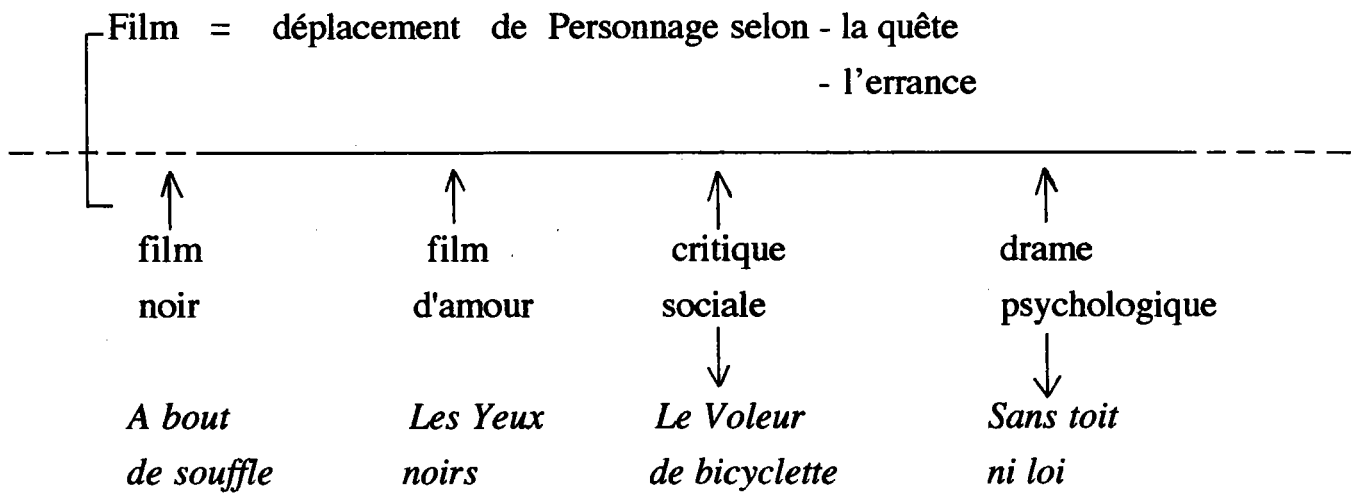 Film = déplacement de Personnage selon - la quête
- l'errance
film film critique drame
noir d'amour sociale psychologique
A bout Les Yeux Le Voleur Sans toit
de souffle noirs de bicyclette ni loi